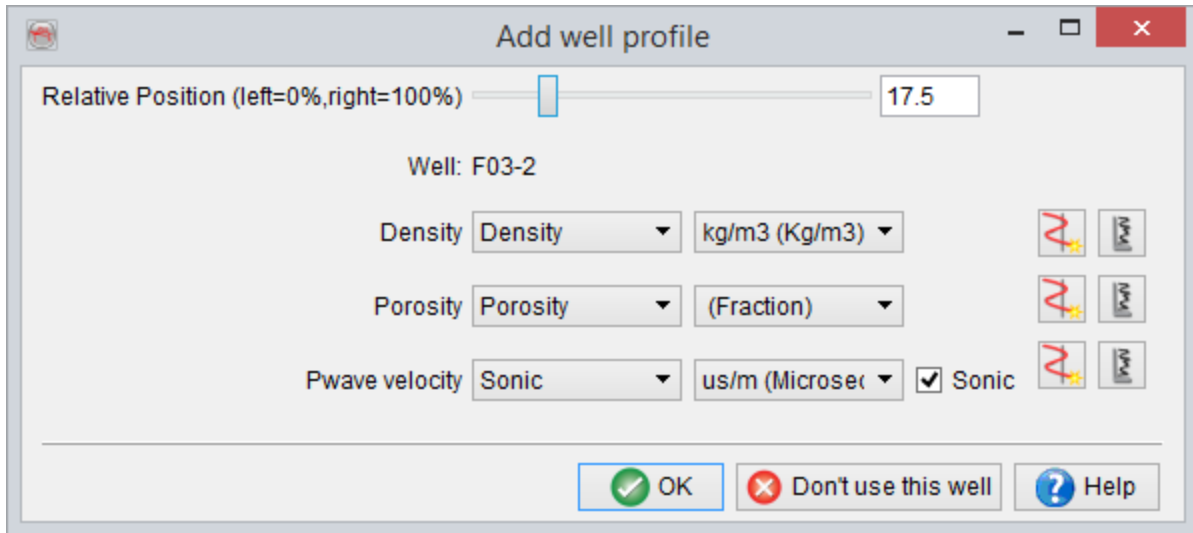 Add well profile
Relative Position (left=0%,right=100%) 17.5
Well: F03-2
Density Density kg/m3 (Kg/m3)
Porosity Porosity (Fraction)
Pwave velocity Sonic us/m (Microsec Sonic
OK Don't use this well Help